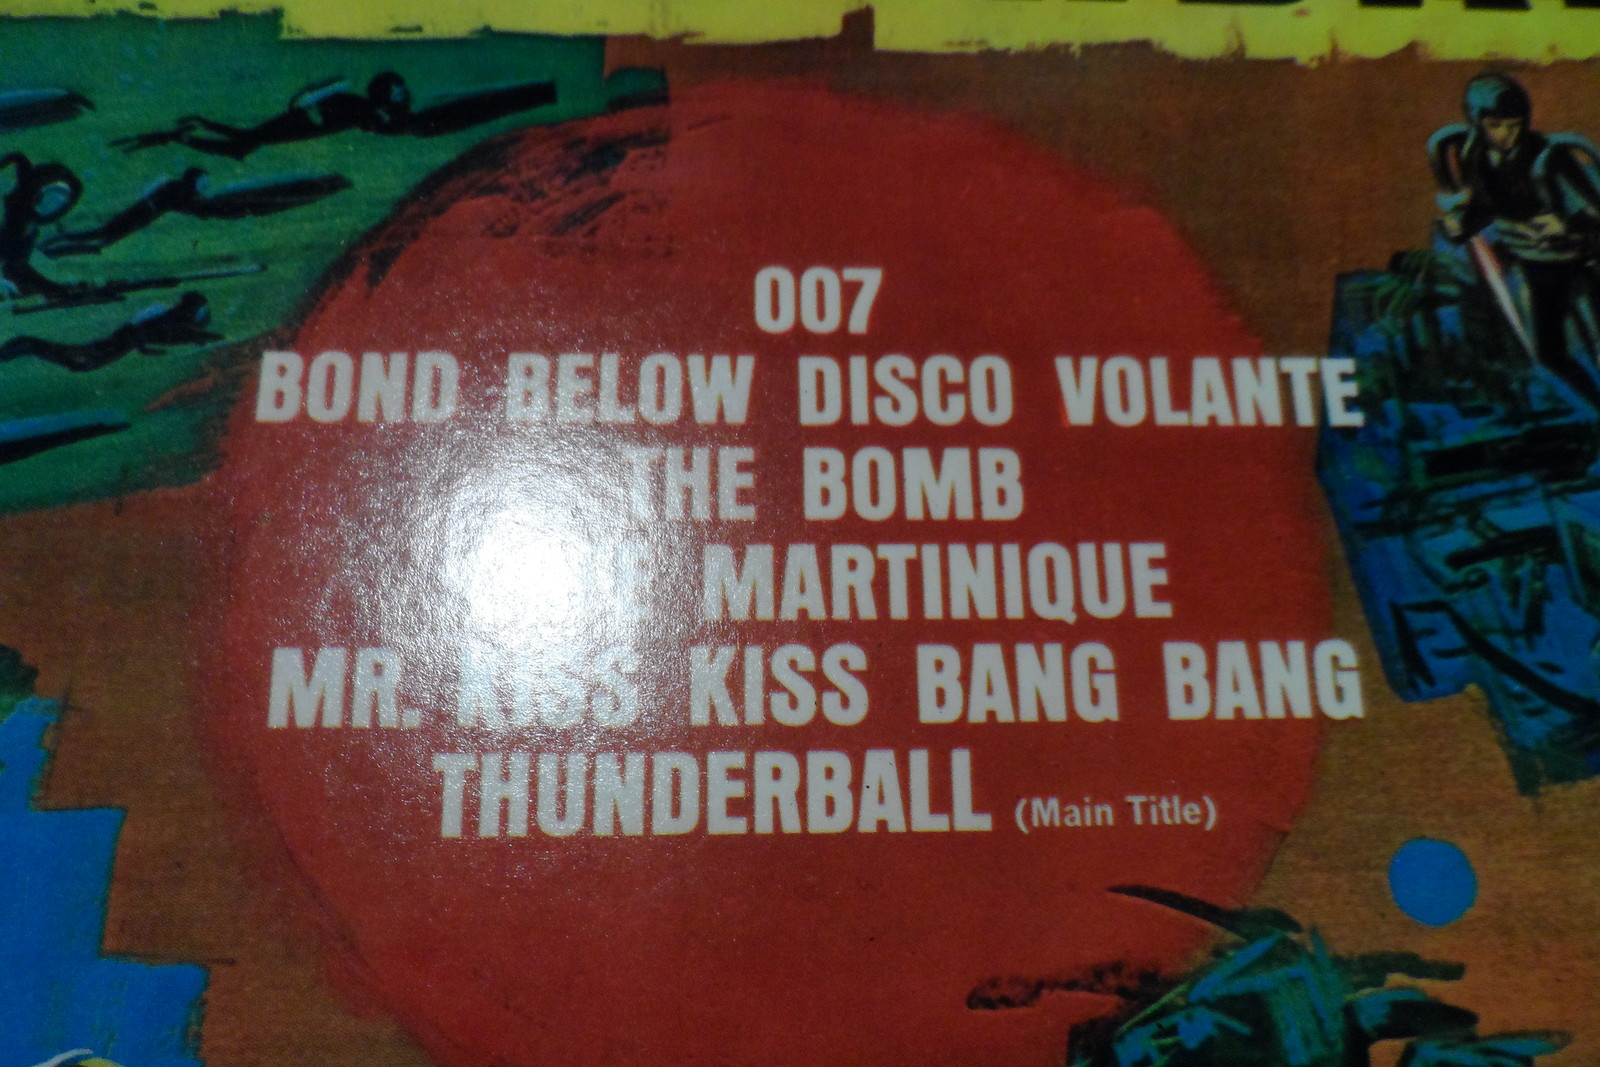 007
BOND BELOW DISCO VOLANTE
THE BOMB
MARTINIQUE
MR. KISS KISS BANG BANG
THUNDERBALL (Main Title)